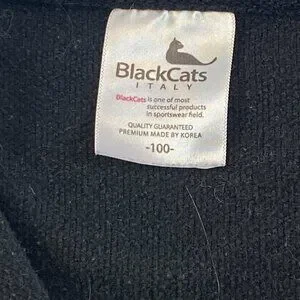 BlackCats
ITALY
BlackCats is one of most
successful products
in sportswear field.
QUALITY GUARANTEED
PREMIUM MADE BY KOREA
-100-